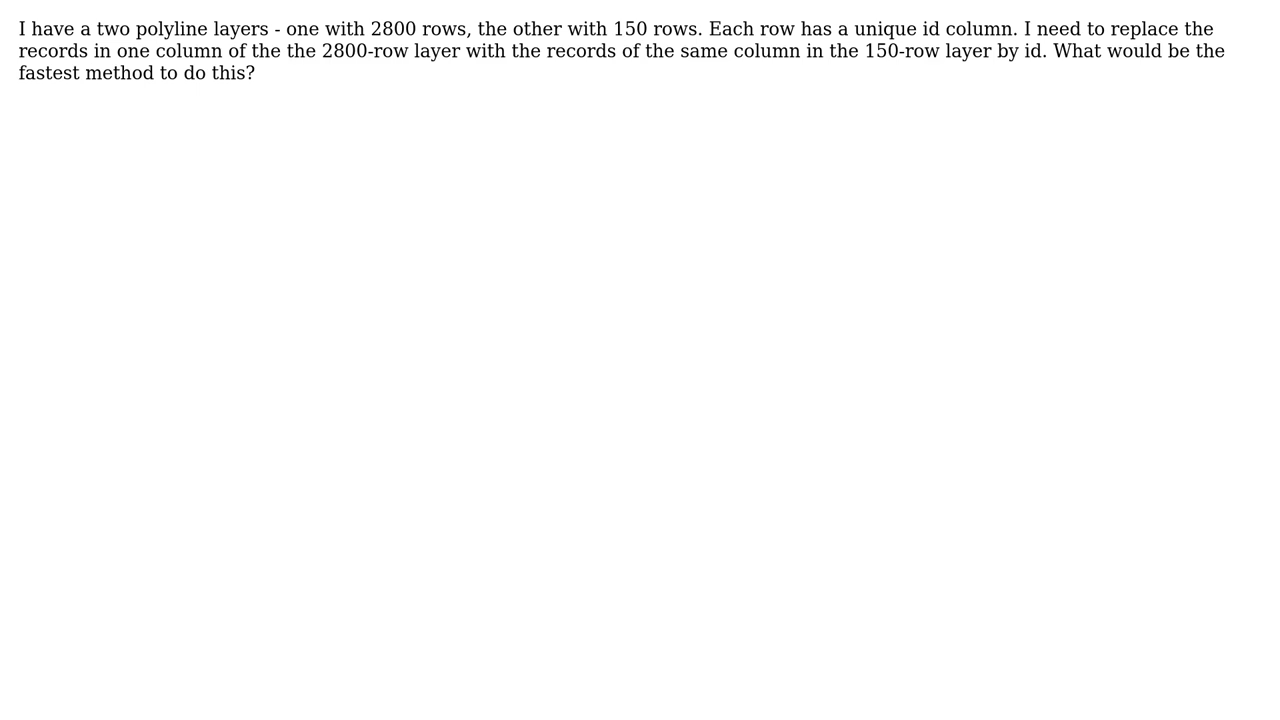 I have a two polyline layers - one with 2800 rows, the other with 150 rows. Each row has a unique id column. I need to replace the
records in one column of the the 2800-row layer with the records of the same column in the 150-row layer by id. What would be the
fastest method to do this?